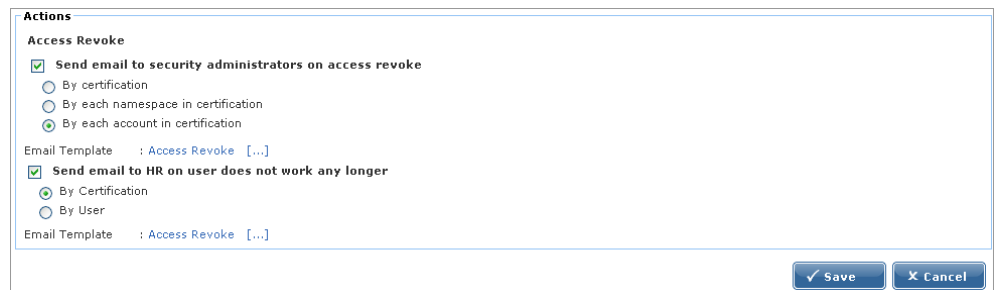 Actions
Access Revoke
Send email to security administrators on access revoke
By certification
By each namespace in certification
By each account in certification
Email Template : Access Revoke [...]
Send email to HR on user does not work any longer
By Certification
By User
Email Template : Access Revoke [...]
Save Cancel